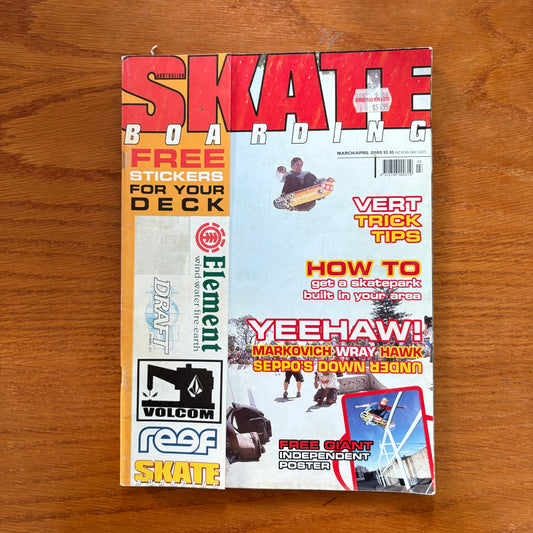 AUSTRALIAN
SKATE
BOARDING
MARCH/APRIL 2000
FREE
STICKERS
FOR YOUR
DECK
VERT
TRICK
TIPS
Element
wind·water·fire·earth
DRAFT
HOW TO
get a skatepark
built in your area
YEEHAW!
MARKOVICH WRAY HAWK
SEPPO'S DOWN UNDER
VOLCOM
reef
SKATE
FREE GIANT
INDEPENDENT
POSTER